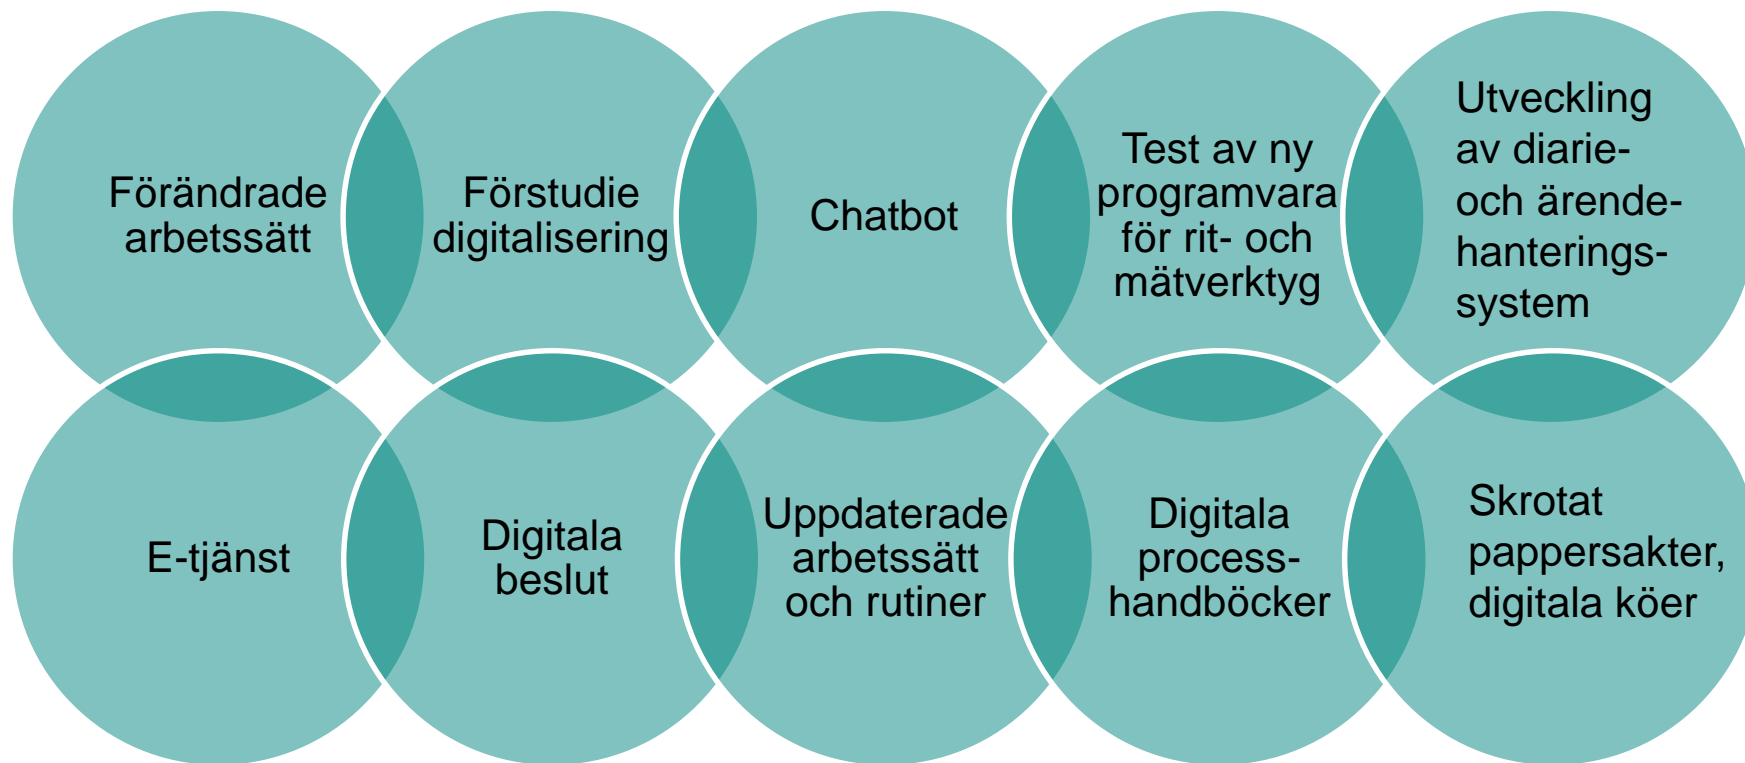 Förändrade
arbetssätt
Förstudie
digitalisering
Chatbot
Test av ny
programvara
för rit- och
mätverktyg
Utveckling
av diarie-
och ärende-
hanterings-
system
E-tjänst
Digitala
beslut
Uppdaterade
arbetssätt
och rutiner
Digitala
process-
handböcker
Skrotat
pappersakter,
digitala köer